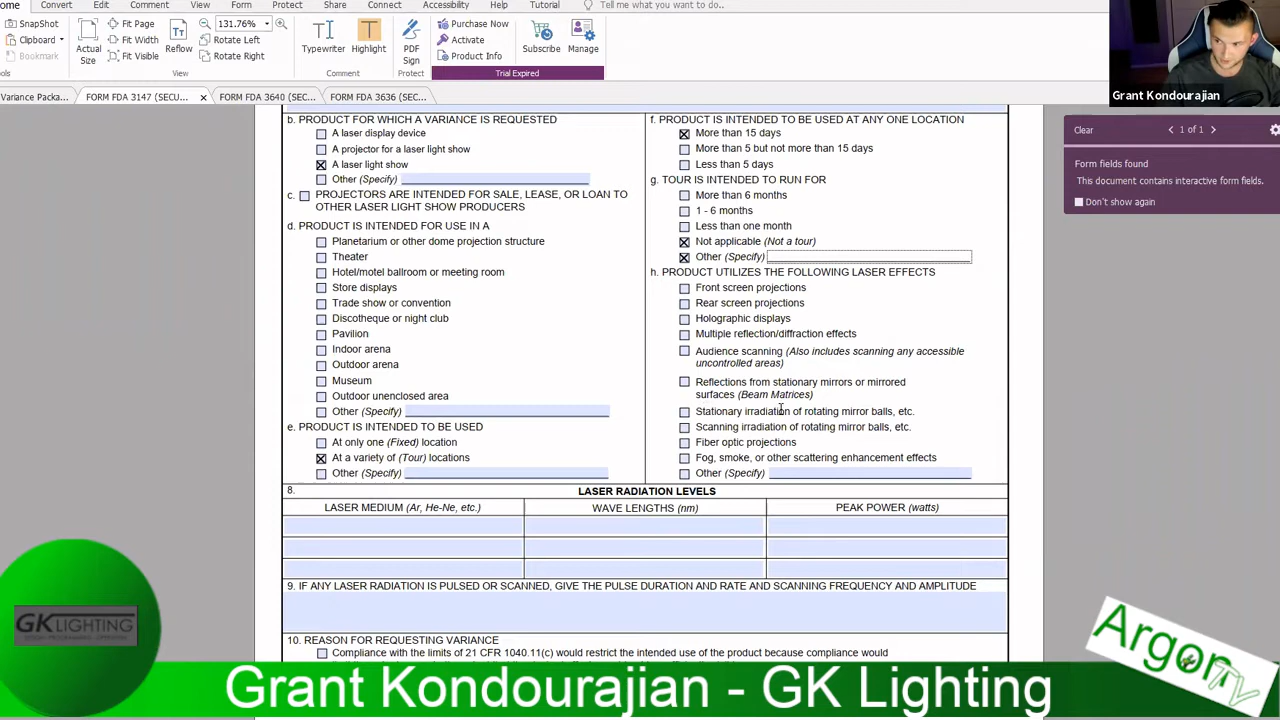 ome Convert Edit Comment View Form Protect Share Connect Accessibility Help Tutorial Tell me what you want to do...
SnapShot Fit Page 131.76% Purchase Now
Clipboard Fit Width Rotate Left Activate
Bookmark Fit Visible Rotate Right Product Info
Actual Size Reflow Typewriter Highlight PDF Sign Subscribe Manage
ols View Comment Protect Trial Expired
Variance Packa... FORM FDA 3147 (SECU... FORM FDA 3640 (SEC... FORM FDA 3636 (SEC...
Grant Kondourajian
Clear 1 of 1
Form fields found
This document contains interactive form fields.
Don't show again
b. PRODUCT FOR WHICH A VARIANCE IS REQUESTED
A laser display device
A projector for a laser light show
A laser light show
Other (Specify)
c. PROJECTORS ARE INTENDED FOR SALE, LEASE, OR LOAN TO
OTHER LASER LIGHT SHOW PRODUCERS
d. PRODUCT IS INTENDED FOR USE IN A
Planetarium or other dome projection structure
Theater
Hotel/motel ballroom or meeting room
Store displays
Trade show or convention
Discotheque or night club
Pavilion
Indoor arena
Outdoor arena
Museum
Outdoor unenclosed area
Other (Specify)
e. PRODUCT IS INTENDED TO BE USED
At only one (Fixed) location
At a variety of (Tour) locations
Other (Specify)
f. PRODUCT IS INTENDED TO BE USED AT ANY ONE LOCATION
More than 15 days
More than 5 but not more than 15 days
Less than 5 days
g. TOUR IS INTENDED TO RUN FOR
More than 6 months
1 - 6 months
Less than one month
Not applicable (Not a tour)
Other (Specify)
h. PRODUCT UTILIZES THE FOLLOWING LASER EFFECTS
Front screen projections
Rear screen projections
Holographic displays
Multiple reflection/diffraction effects
Audience scanning (Also includes scanning any accessible
uncontrolled areas)
Reflections from stationary mirrors or mirrored
surfaces (Beam Matrices)
Stationary irradiation of rotating mirror balls, etc.
Scanning irradiation of rotating mirror balls, etc.
Fiber optic projections
Fog, smoke, or other scattering enhancement effects
Other (Specify)
8. LASER RADIATION LEVELS
LASER MEDIUM (Ar, He-Ne, etc.) WAVE LENGTHS (nm) PEAK POWER (watts)
9. IF ANY LASER RADIATION IS PULSED OR SCANNED, GIVE THE PULSE DURATION AND RATE AND SCANNING FREQUENCY AND AMPLITUDE
10. REASON FOR REQUESTING VARIANCE
Compliance with the limits of 21 CFR 1040.11(c) would restrict the intended use of the product because compliance would
GK LIGHTING
Argon TV
Grant Kondourajian - GK Lighting